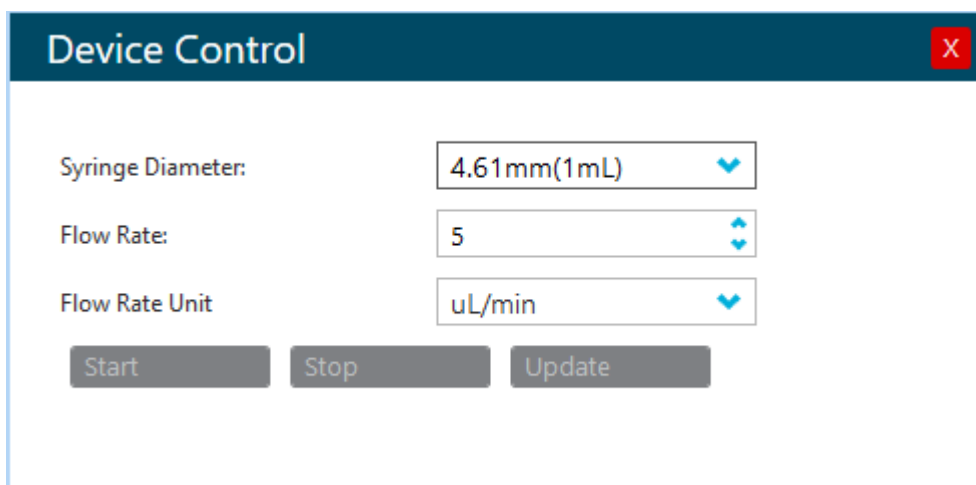 Device Control X
Syringe Diameter: 4.61mm(1mL)
Flow Rate: 5
Flow Rate Unit uL/min
Start Stop Update